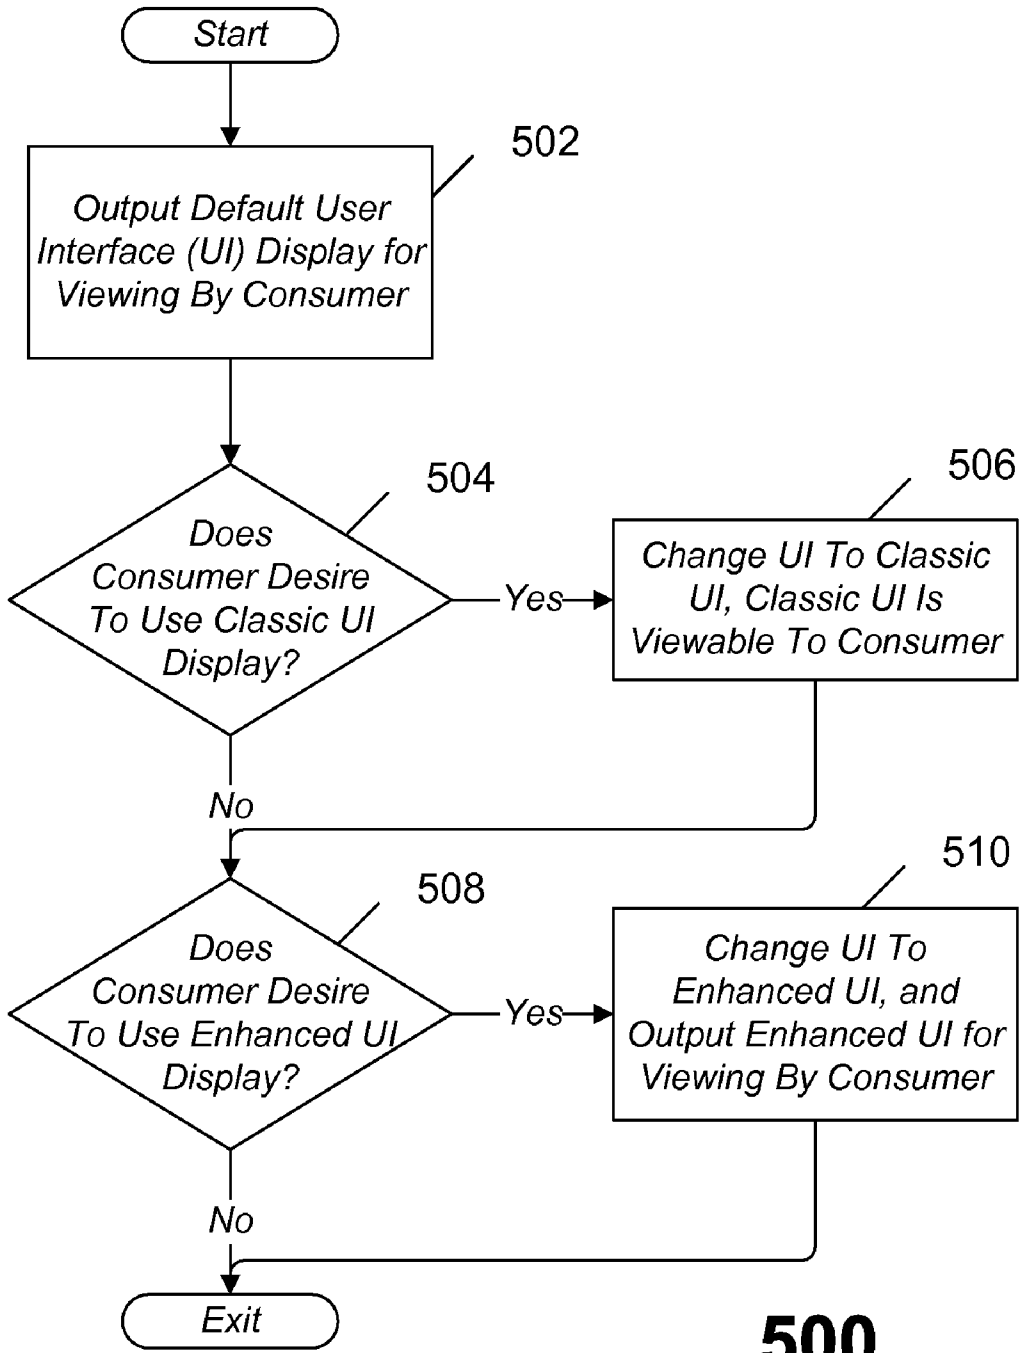 Start
502
Output Default User
Interface (UI) Display for
Viewing By Consumer
504
Does
Consumer Desire
To Use Classic UI
Display?
Yes
506
Change UI To Classic
UI, Classic UI Is
Viewable To Consumer
No
508
Does
Consumer Desire
To Use Enhanced UI
Display?
Yes
510
Change UI To
Enhanced UI, and
Output Enhanced UI for
Viewing By Consumer
No
Exit
500